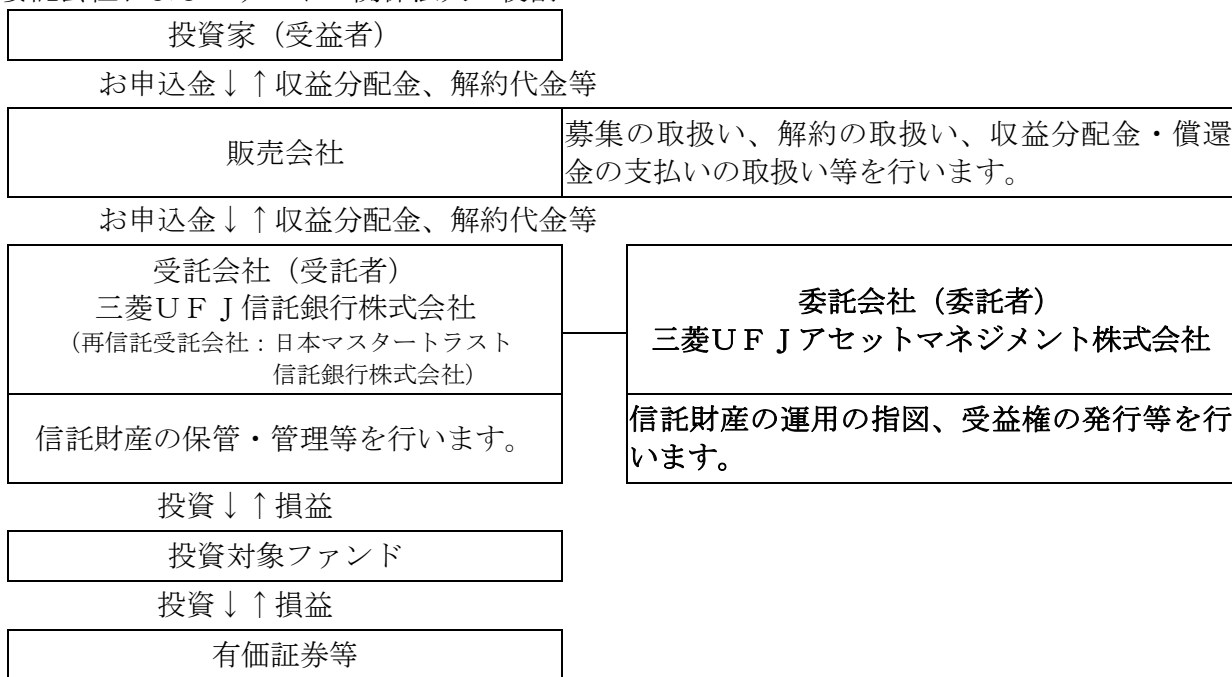 投資家（受益者）
お申込金↓↑収益分配金、解約代金等
販売会社
募集の取扱い、解約の取扱い、収益分配金・償還
金の支払いの取扱い等を行います。
お申込金↓↑収益分配金、解約代金等
受託会社（受託者）
三菱ＵＦＪ信託銀行株式会社
（再信託受託会社：日本マスタートラスト
信託銀行株式会社）
委託会社（委託者）
三菱ＵＦＪアセットマネジメント株式会社
信託財産の保管・管理等を行います。
信託財産の運用の指図、受益権の発行等を行
います。
投資↓↑損益
投資対象ファンド
投資↓↑損益
有価証券等